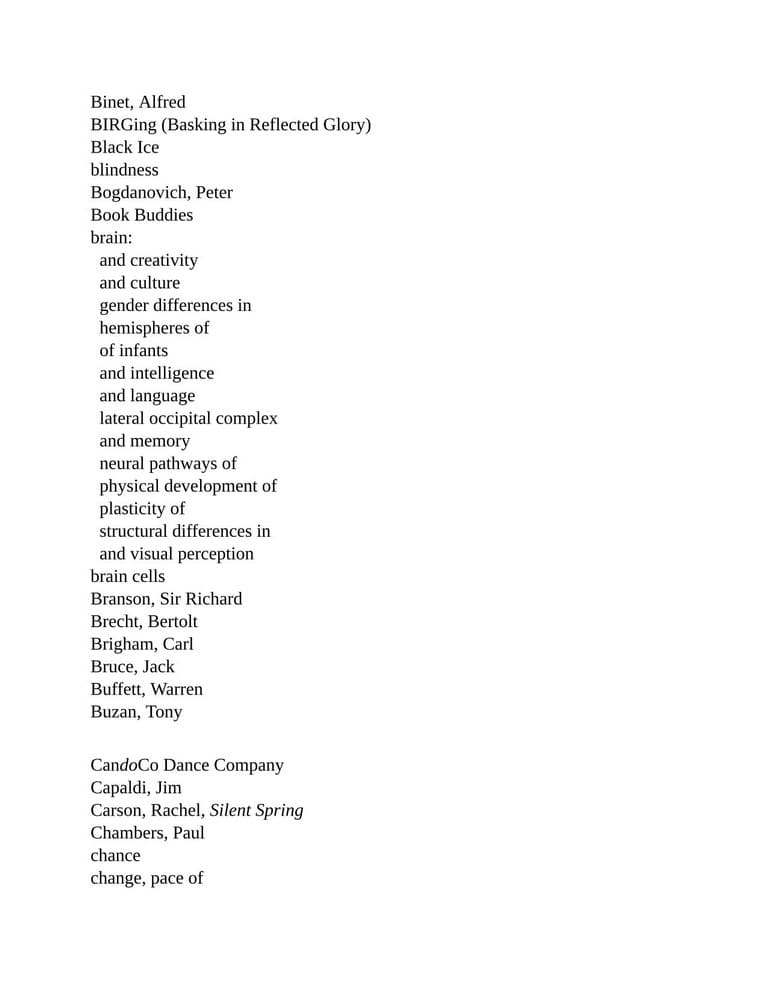 Binet, Alfred
BIRGing (Basking in Reflected Glory)
Black Ice
blindness
Bogdanovich, Peter
Book Buddies
brain:
and creativity
and culture
gender differences in
hemispheres of
of infants
and intelligence
and language
lateral occipital complex
and memory
neural pathways of
physical development of
plasticity of
structural differences in
and visual perception
brain cells
Branson, Sir Richard
Brecht, Bertolt
Brigham, Carl
Bruce, Jack
Buffett, Warren
Buzan, Tony
CandoCo Dance Company
Capaldi, Jim
Carson, Rachel, Silent Spring
Chambers, Paul
chance
change, pace of